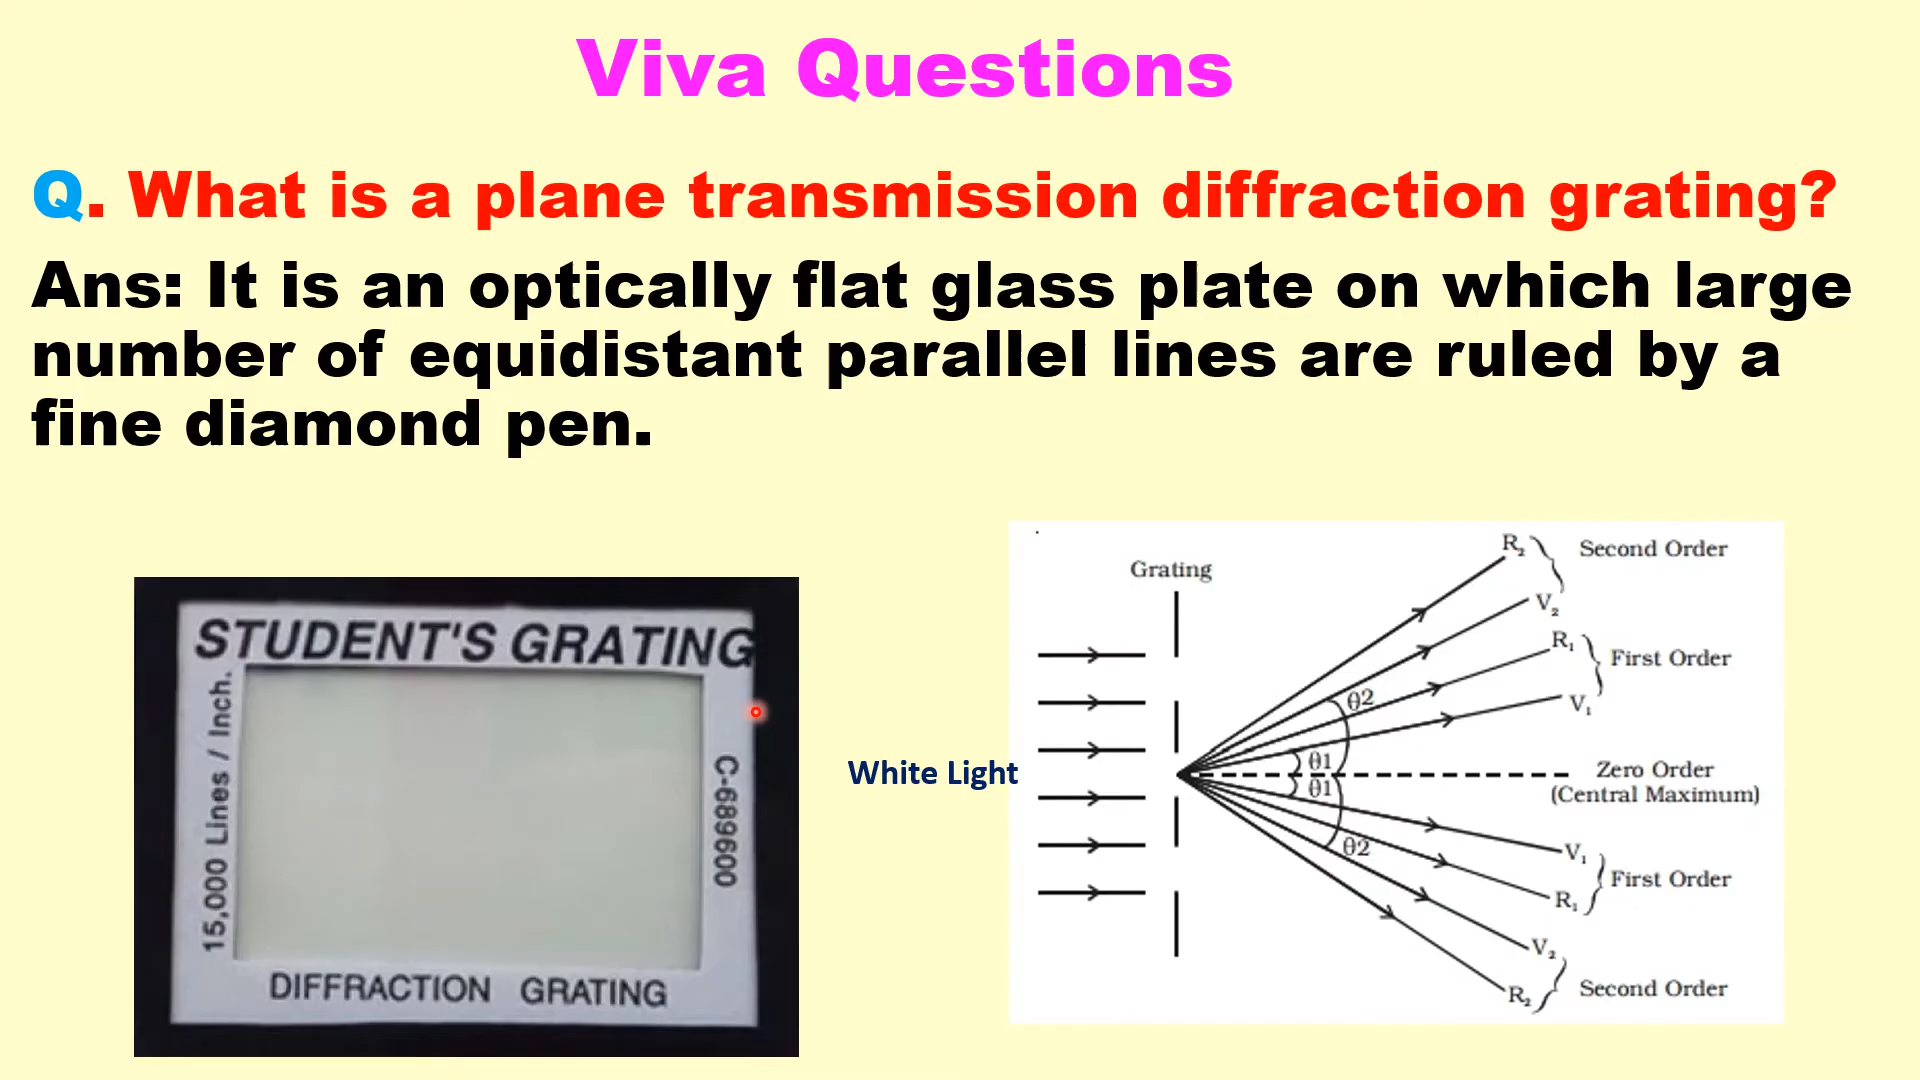 Viva Questions
Q. What is a plane transmission diffraction grating?
Ans: It is an optically flat glass plate on which large
number of equidistant parallel lines are ruled by a
fine diamond pen.
STUDENT'S GRATING
15,000 Lines / Inch.
C-689600
DIFFRACTION GRATING
White Light
Grating
R₂
Second Order
V₂
R₁
First Order
V₁
θ2
θ1
Zero Order
(Central Maximum)
θ1
θ2
V₁
First Order
R₁
V₂
Second Order
R₂